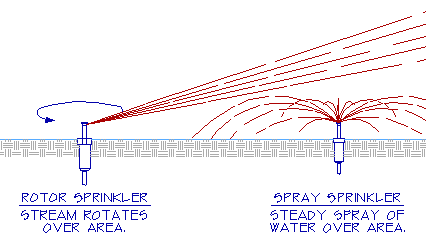 ROTOR SPRINKLER
STREAM ROTATES
OVER AREA.
SPRAY SPRINKLER
STEADY SPRAY OF
WATER OVER AREA.